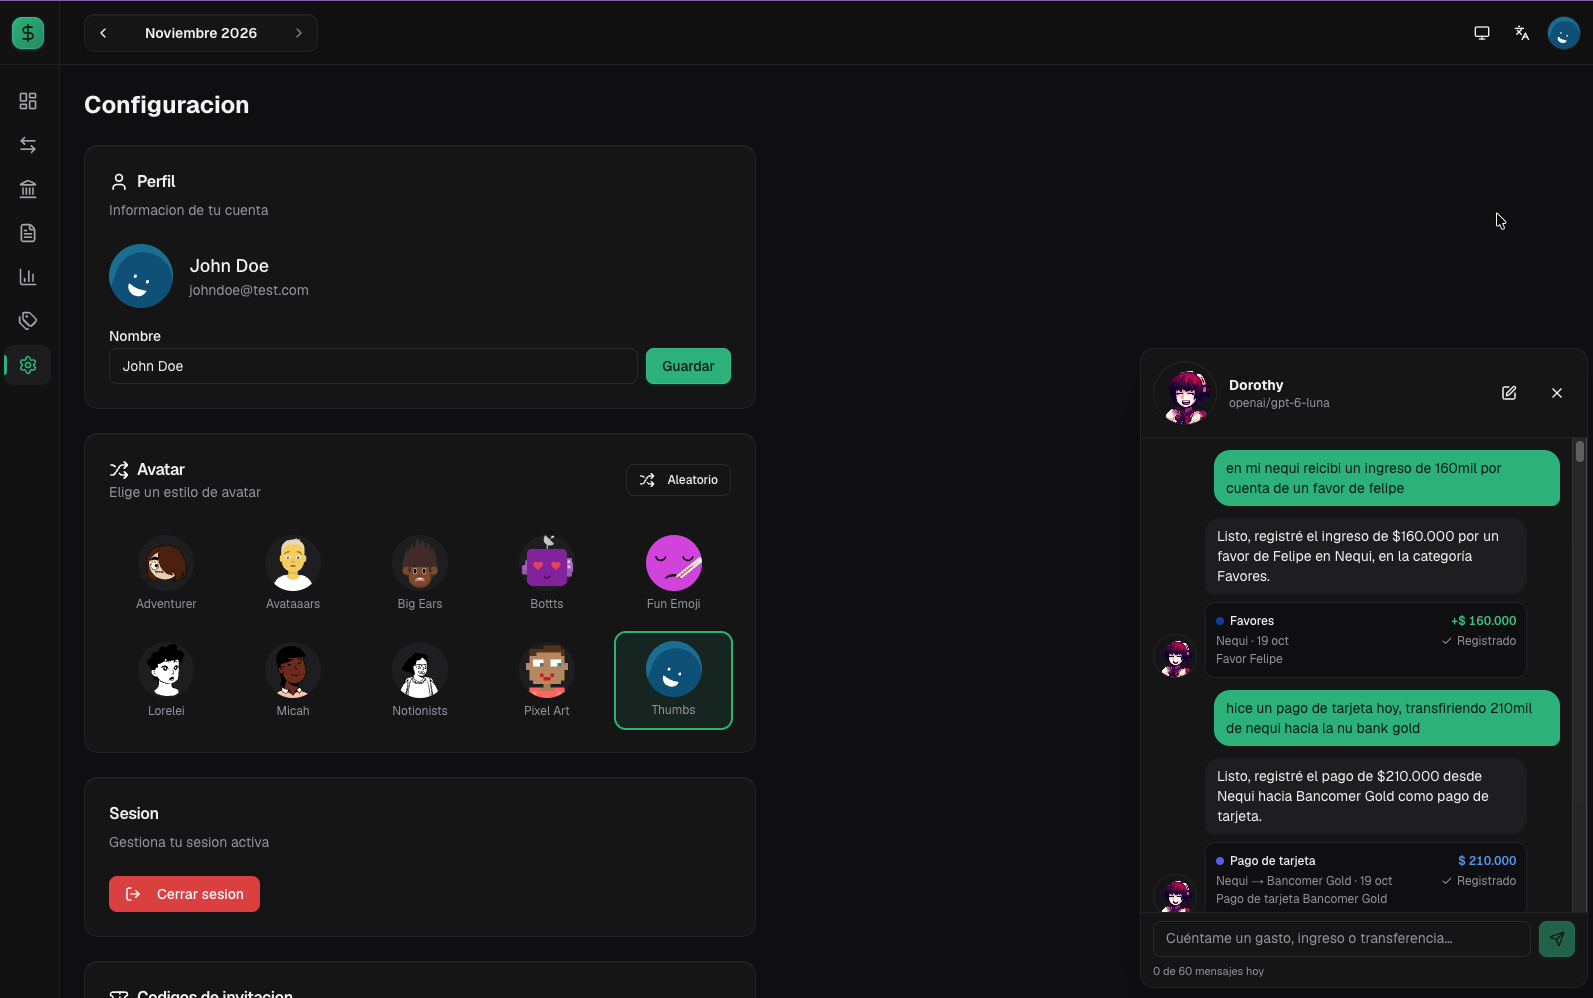 $
Noviembre 2026
Configuracion
Perfil
Informacion de tu cuenta
John Doe
johndoe@test.com
Nombre
John Doe
Guardar
Avatar
Elige un estilo de avatar
Aleatorio
Adventurer
Avataaars
Big Ears
Bottts
Fun Emoji
Lorelei
Micah
Notionists
Pixel Art
Thumbs
Sesion
Gestiona tu sesion activa
Cerrar sesion
Codigos de invitacion
Dorothy
openai/gpt-6-luna
en mi nequi reicibi un ingreso de 160mil por
cuenta de un favor de felipe
Listo, registré el ingreso de $160.000 por un
favor de Felipe en Nequi, en la categoría
Favores.
Favores
+$ 160.000
Nequi · 19 oct
Registrado
Favor Felipe
hice un pago de tarjeta hoy, transfiriendo 210mil
de nequi hacia la nu bank gold
Listo, registré el pago de $210.000 desde
Nequi hacia Bancomer Gold como pago de
tarjeta.
Pago de tarjeta
$ 210.000
Nequi → Bancomer Gold · 19 oct
Registrado
Pago de tarjeta Bancomer Gold
Cuéntame un gasto, ingreso o transferencia...
0 de 60 mensajes hoy